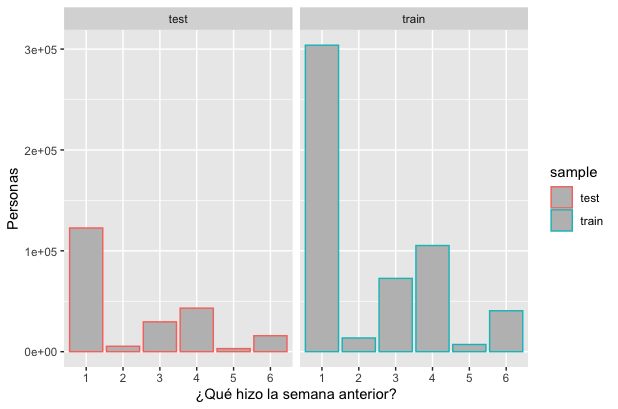 test train
3e+05
2e+05
1e+05
0e+00
Personas
1 2 3 4 5 6 1 2 3 4 5 6
¿Qué hizo la semana anterior?
sample
test
train